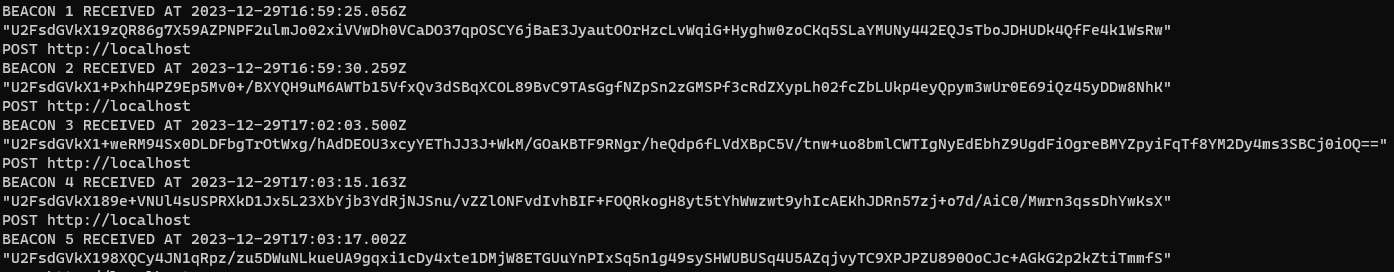 BEACON 1 RECEIVED AT 2023-12-29T16:59:25.056Z
"U2FsdGVkX19zQR86g7X59AZPNPF2ulmJo02xiVVwDh0VCaDO37qpOSCY6jBaE3JyautOOrHzcLvWqiG+Hyghw0zoCKq5SLaYMUNy442EQJsTboJDHUDk4QfFe4k1WsRw"
POST http://localhost
BEACON 2 RECEIVED AT 2023-12-29T16:59:30.259Z
"U2FsdGVkX1+Pxhh4PZ9Ep5Mv0+/BXYQH9uM6AWTb15VfxQv3dSBqXCOL89BvC9TAsGgfNZpSn2zGMSPf3cRdZXypLh02fcZbLUkp4eyQpym3wUr0E69iQz45yDDw8NhK"
POST http://localhost
BEACON 3 RECEIVED AT 2023-12-29T17:02:03.500Z
"U2FsdGVkX1+weRM94Sx0DLDFbgTrOtWxg/hAdDEOU3xcyYEThJJ3J+WkM/GOaKBTF9RNgr/heQdp6fLVdXBpC5V/tnw+uo8bmlCWTIgNyEdEbhZ9UgdFiOgreBMYZpyiFqTf8YM2Dy4ms3SBCj0iOQ=="
POST http://localhost
BEACON 4 RECEIVED AT 2023-12-29T17:03:15.163Z
"U2FsdGVkX189e+VNUl4sUSPRXkD1Jx5L23XbYjb3YdRjNJSnu/vZZlONFvdIvhBIF+FOQRkogH8yt5tYhWwzwt9yhIcAEKhJDRn57zj+o7d/AiC0/Mwrn3qssDhYwKsX"
POST http://localhost
BEACON 5 RECEIVED AT 2023-12-29T17:03:17.002Z
"U2FsdGVkX198XQCy4JN1qRpz/zu5DWuNLkueUA9gqxi1cDy4xte1DMjW8ETGUuYnPIxSq5n1g49sySHWUBUSq4U5AZqjvyTC9XPJPZU890OoCJc+AGkG2p2kZtiTmmfS"